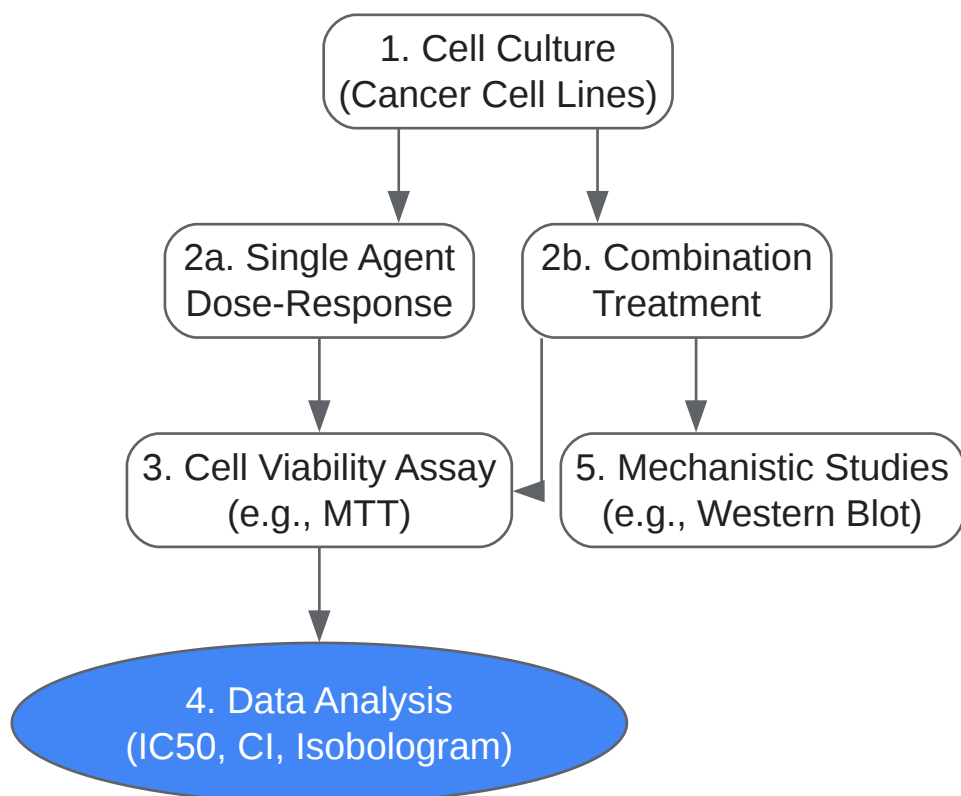 1. Cell Culture
(Cancer Cell Lines)
2a. Single Agent
Dose-Response
2b. Combination
Treatment
3. Cell Viability Assay
(e.g., MTT)
5. Mechanistic Studies
(e.g., Western Blot)
4. Data Analysis
(IC50, CI, Isobologram)